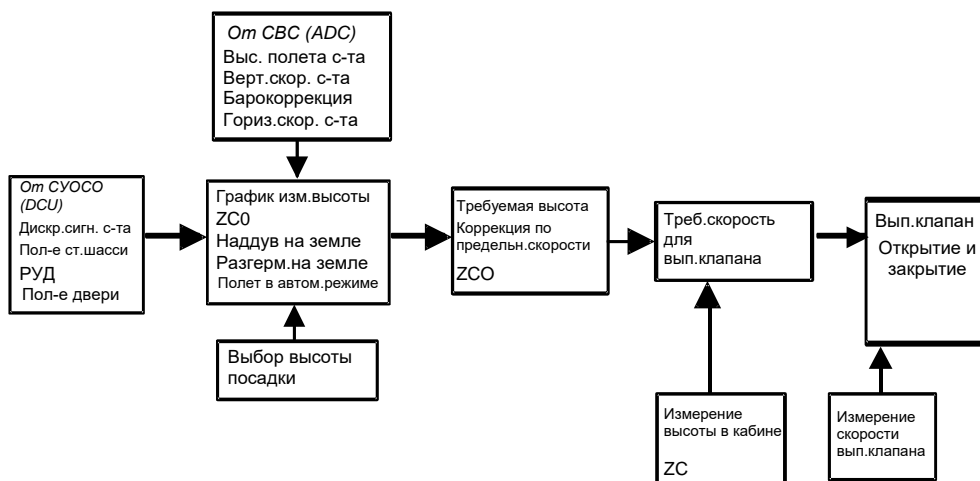 От СВС (ADC)
Выс. полета с-та
Верт.скор. с-та
Барокоррекция
Гориз.скор. с-та
От СУОСО
(DCU)
Дискр.сигн. с-та
Пол-е ст.шасси
РУД
Пол-е двери
График изм.высоты
ZC0
Наддув на земле
Разгерм.на земле
Полет в автом.режиме
Выбор высоты
посадки
Требуемая высота
Коррекция по
предельн.скорости
ZCO
Треб.скорость
для
вып.клапана
Вып.клапан
Открытие и
закрытие
Измерение
высоты в кабине
ZC
Измерение
скорости
вып.клапана